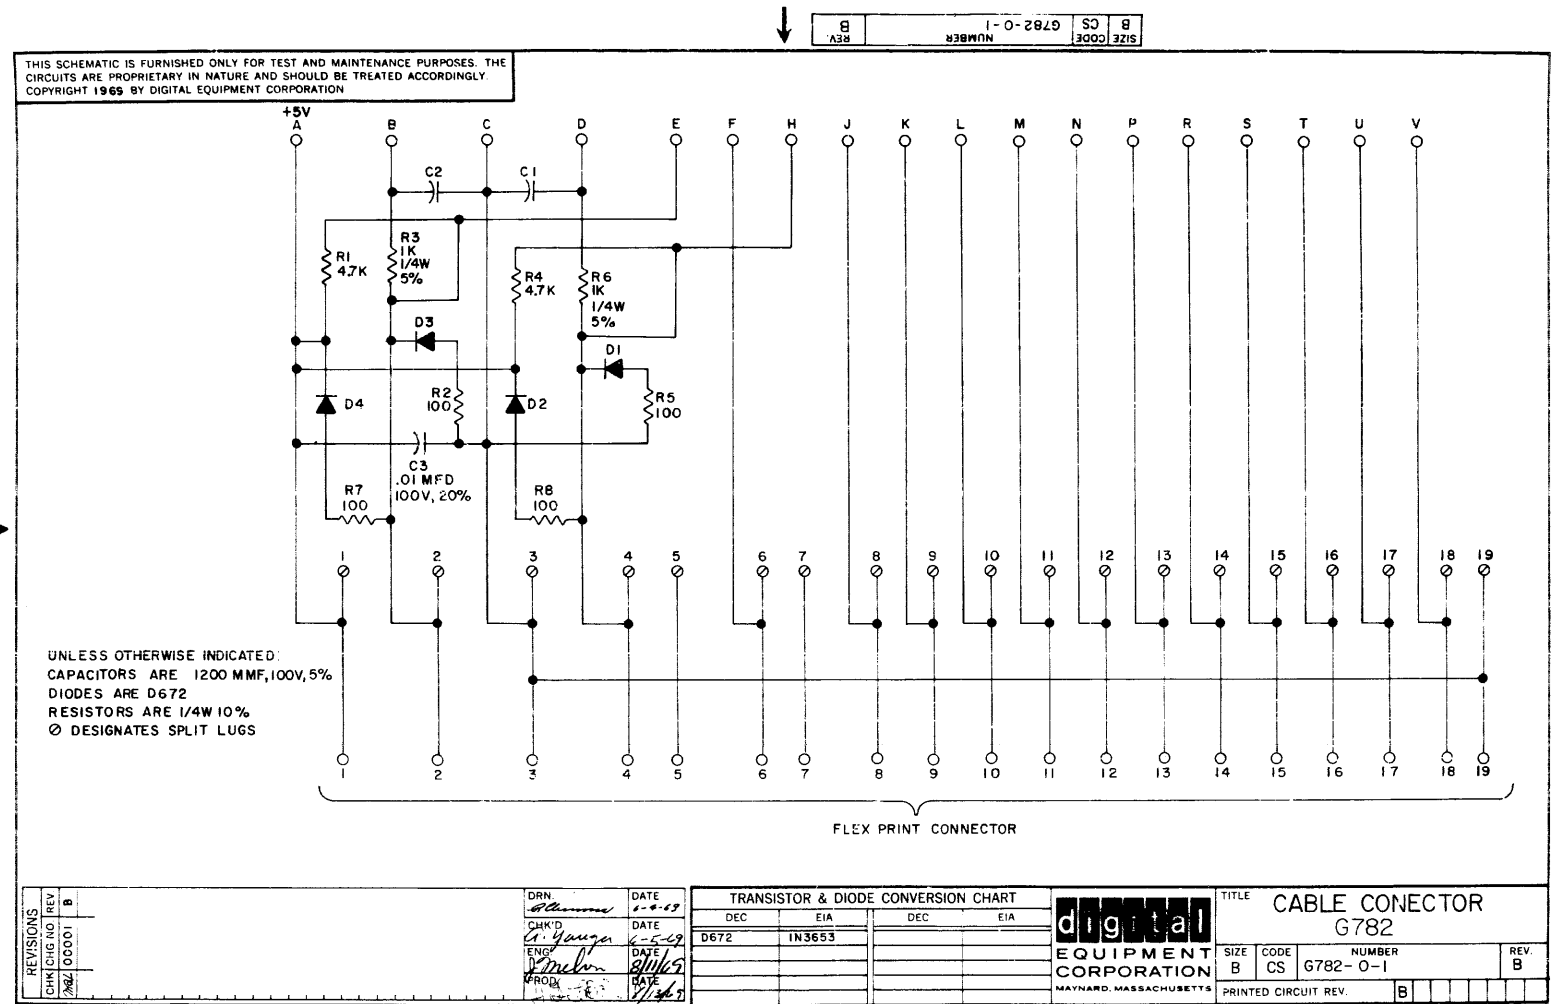 SIZE B CODE CS NUMBER G782-0-1 REV. B
THIS SCHEMATIC IS FURNISHED ONLY FOR TEST AND MAINTENANCE PURPOSES. THE
CIRCUITS ARE PROPRIETARY IN NATURE AND SHOULD BE TREATED ACCORDINGLY.
COPYRIGHT 1969 BY DIGITAL EQUIPMENT CORPORATION
+5V
A B C D E F H J K L M N P R S T U V
C2 C1
R1
4.7K
R3
1K
1/4W
5%
R4
4.7K
R6
1K
1/4W
5%
D3
D1
D4
R2
100
D2
R5
100
C3
.01 MFD
100V, 20%
R7
100
R8
100
1 2 3 4 5 6 7 8 9 10 11 12 13 14 15 16 17 18 19
UNLESS OTHERWISE INDICATED:
CAPACITORS ARE 1200 MMF, 100V, 5%
DIODES ARE D672
RESISTORS ARE 1/4W 10%
⊘ DESIGNATES SPLIT LUGS
1 2 3 4 5 6 7 8 9 10 11 12 13 14 15 16 17 18 19
FLEX PRINT CONNECTOR
REVISIONS
CHK CHG NO. REV
00001 B
DRN. DATE
6-4-69
CHK'D DATE
6-5-69
ENG DATE
8/11/69
PROD DATE
TRANSISTOR & DIODE CONVERSION CHART
DEC EIA DEC EIA
D672 1N3653
digital
EQUIPMENT
CORPORATION
MAYNARD, MASSACHUSETTS
TITLE
CABLE CONECTOR
G782
SIZE B CODE CS NUMBER G782-0-1 REV. B
PRINTED CIRCUIT REV. B